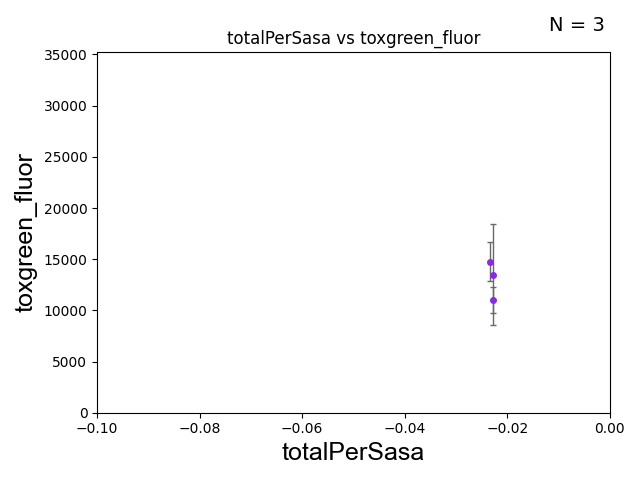 N = 3
totalPerSasa vs toxgreen_fluor
35000
30000
25000
20000
15000
10000
5000
0
toxgreen_fluor
−0.10 −0.08 −0.06 −0.04 −0.02 0.00
totalPerSasa